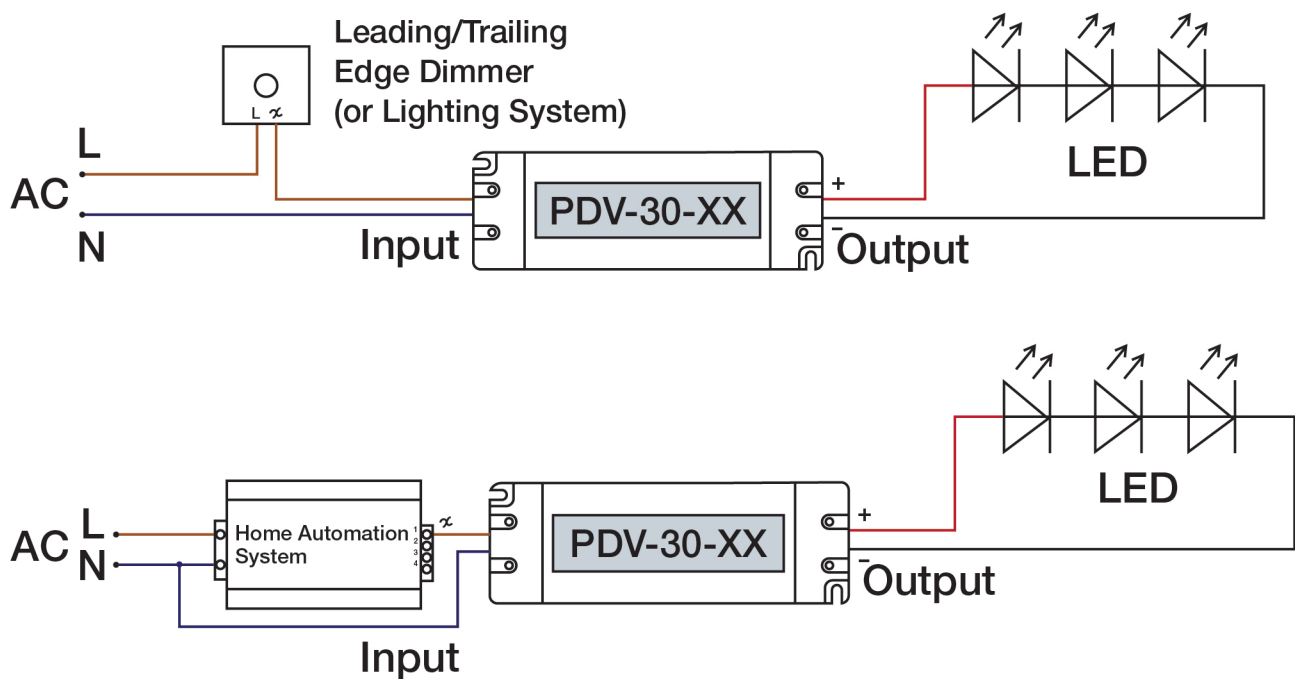 Leading/Trailing
Edge Dimmer
(or Lighting System)
L
L
AC
N
PDV-30-XX
Input
+
-
Output
LED
AC
L
N
Home Automation
System
1
2
3
4
PDV-30-XX
Input
+
-
Output
LED